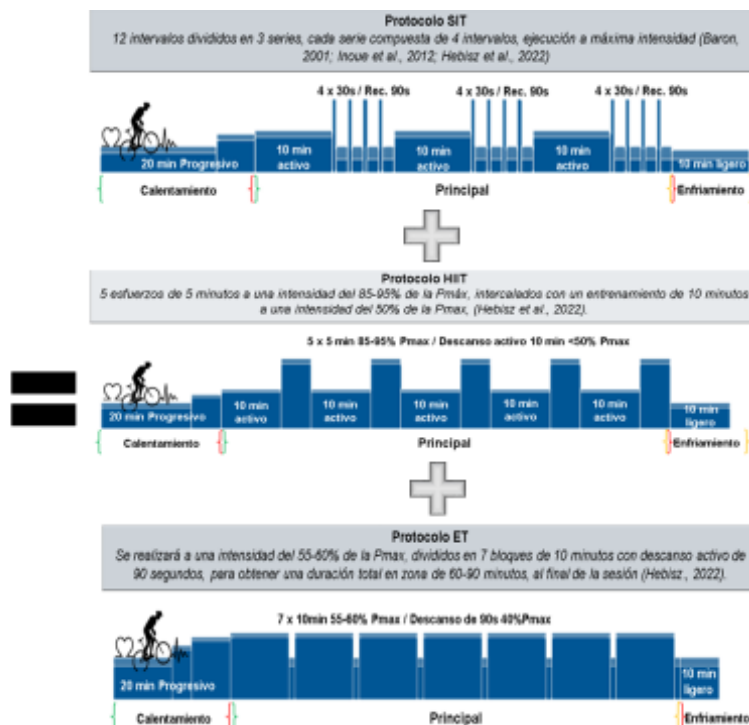 Protocolo SIT
12 intervalos divididos en 3 series, cada serie compuesta de 4 intervalos, ejecución a máxima intensidad (Baron,
2001; Inoue et al., 2012; Hebisz et al., 2022)
4 x 30s / Rec. 90s 4 x 30s / Rec. 90s 4 x 30s / Rec. 90s
20 min Progresivo 10 min activo 10 min activo 10 min activo 10 min ligero
Calentamiento Principal Enfriamiento
Protocolo HIIT
5 esfuerzos de 5 minutos a una intensidad del 85-95% de la Pmáx, intercalados con un entrenamiento de 10 minutos
a una intensidad del 50% de la Pmax, (Hebisz et al., 2022).
5 x 5 min 85-95% Pmax / Descanso activo 10 min <50% Pmax
20 min Progresivo 10 min activo 10 min activo 10 min activo 10 min activo 10 min activo 10 min ligero
Calentamiento Principal Enfriamiento
Protocolo ET
Se realizará a una intensidad del 55-60% de la Pmax, divididos en 7 bloques de 10 minutos con descanso activo de
90 segundos, para obtener una duración total en zona de 60-90 minutos, al final de la sesión (Hebisz., 2022).
7 x 10min 55-60% Pmax / Descanso de 90s 40%Pmax
20 min Progresivo 10 min ligero
Calentamiento Principal Enfriamiento